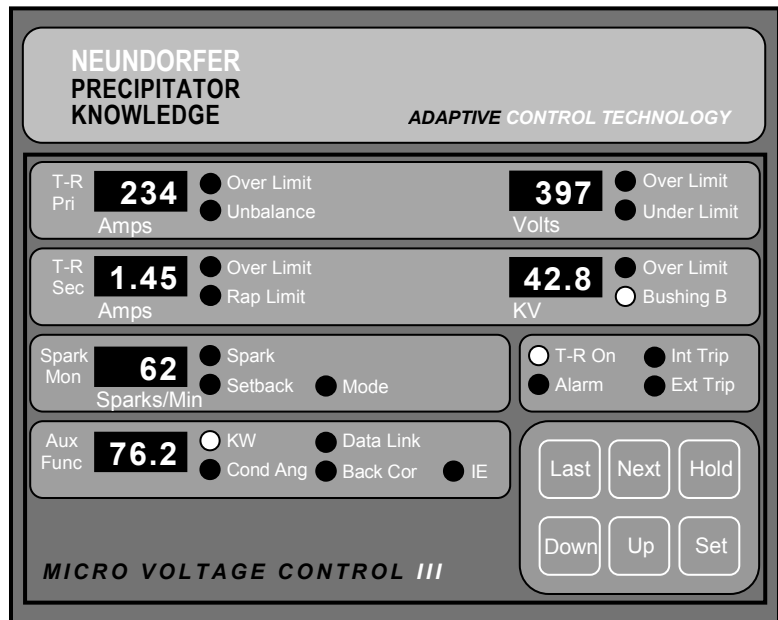 NEUNDORFER
PRECIPITATOR
KNOWLEDGE
ADAPTIVE CONTROL TECHNOLOGY
T-R Pri
234
Amps
Over Limit
Unbalance
397
Volts
Over Limit
Under Limit
T-R Sec
1.45
Amps
Over Limit
Rap Limit
42.8
KV
Over Limit
Bushing B
Spark Mon
62
Sparks/Min
Spark
Setback
Mode
T-R On
Int Trip
Alarm
Ext Trip
Aux Func
76.2
KW
Data Link
Cond Ang
Back Cor
IE
Last
Next
Hold
Down
Up
Set
MICRO VOLTAGE CONTROL III